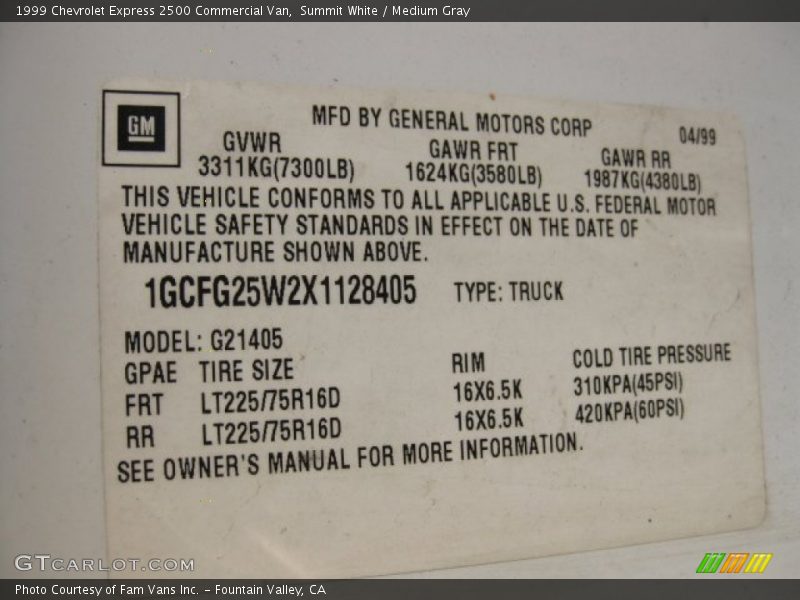 1999 Chevrolet Express 2500 Commercial Van, Summit White / Medium Gray
GM
MFD BY GENERAL MOTORS CORP 04/99
GVWR GAWR FRT GAWR RR
3311KG(7300LB) 1624KG(3580LB) 1987KG(4380LB)
THIS VEHICLE CONFORMS TO ALL APPLICABLE U.S. FEDERAL MOTOR
VEHICLE SAFETY STANDARDS IN EFFECT ON THE DATE OF
MANUFACTURE SHOWN ABOVE.
1GCFG25W2X1128405 TYPE: TRUCK
MODEL: G21405
GPAE TIRE SIZE RIM COLD TIRE PRESSURE
FRT LT225/75R16D 16X6.5K 310KPA(45PSI)
RR LT225/75R16D 16X6.5K 420KPA(60PSI)
SEE OWNER'S MANUAL FOR MORE INFORMATION.
GTCARLOT.COM
Photo Courtesy of Fam Vans Inc. - Fountain Valley, CA